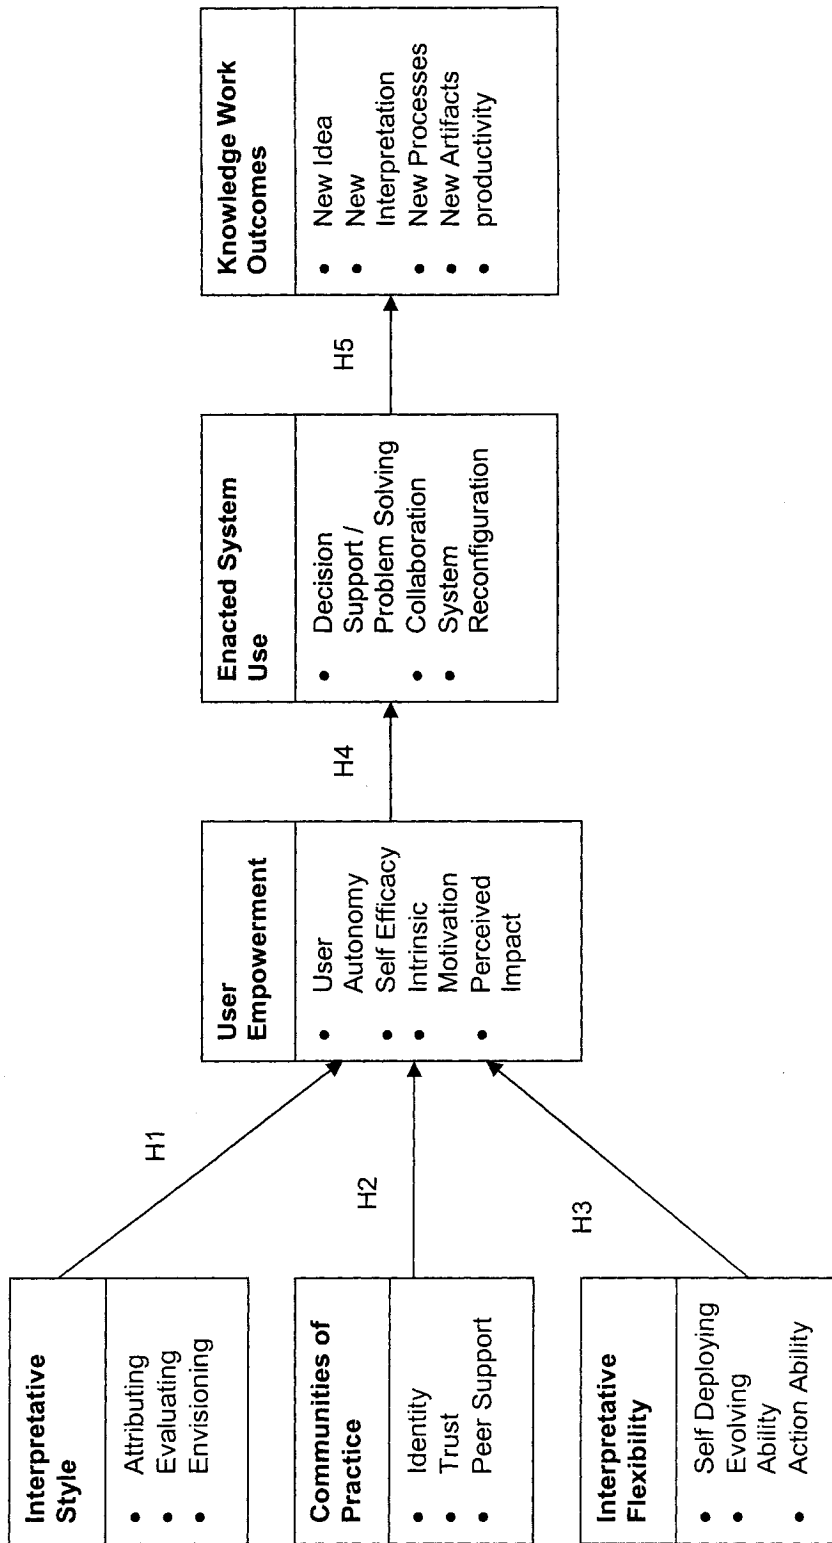 Interpretative
Style
• Attributing
• Evaluating
• Envisioning
Communities of
Practice
• Identity
• Trust
• Peer Support
Interpretative
Flexibility
• Self Deploying
• Evolving
Ability
• Action Ability
H1
H2
H3
User
Empowerment
• User
Autonomy
• Self Efficacy
• Intrinsic
Motivation
• Perceived
Impact
H4
Enacted System
Use
• Decision
Support /
Problem Solving
• Collaboration
• System
Reconfiguration
H5
Knowledge Work
Outcomes
• New Idea
• New
Interpretation
• New Processes
• New Artifacts
• productivity